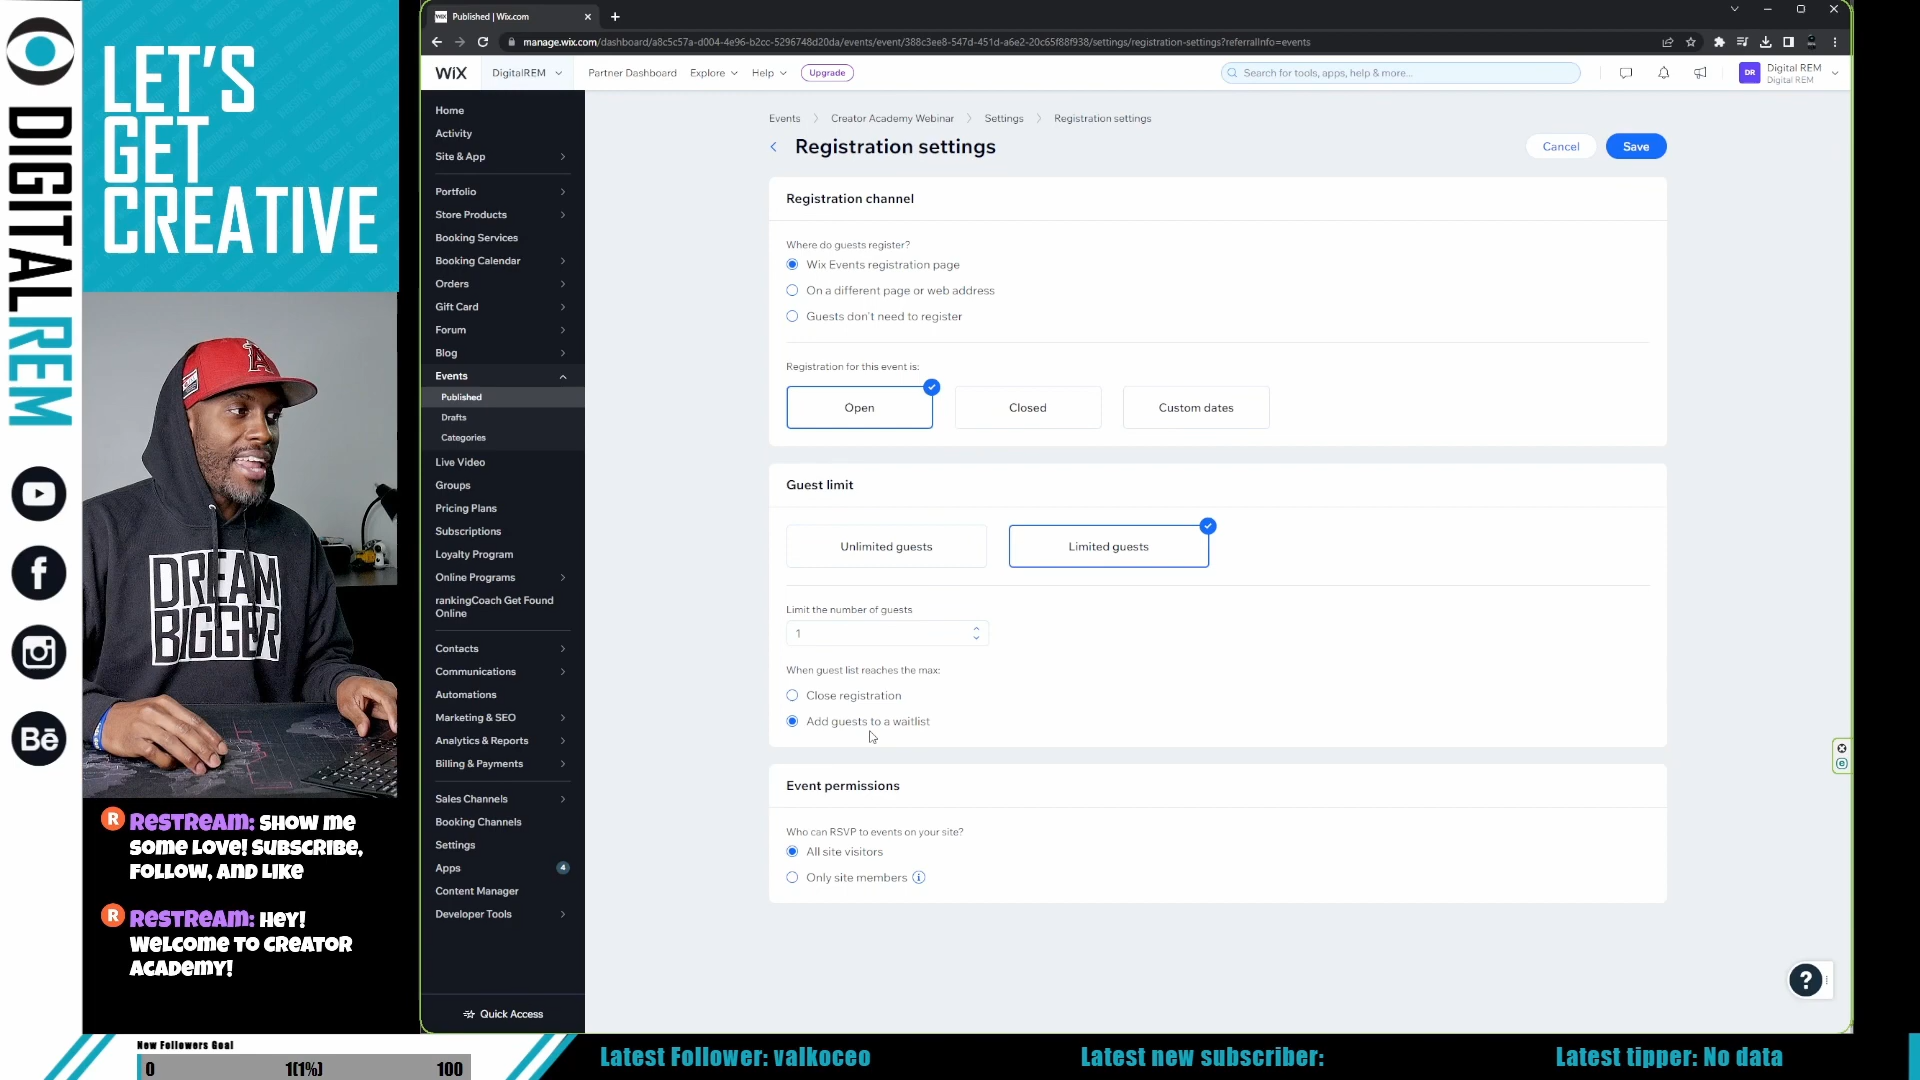 LET'S
GET
CREATIVE
DIGITALREM
DREAM
BIGGER
A
Bē
R RESTREAM: SHOW ME
SOME LOVE! SUBSCRIBE,
FOLLOW, AND LIKE
R RESTREAM: HEY!
WELCOME TO CREATOR
ACADEMY!
New Followers Goal
0 1(1%) 100
Latest Follower: valkoceo
Latest new subscriber:
Latest tipper: No data
WIX Published | Wix.com
manage.wix.com/dashboard/a8c5c57a-d004-4e96-b2cc-5296748d20da/events/event/388c3ee8-547d-451d-a6e2-20c65f88f938/settings/registration-settings?referralInfo=events
WIX DigitalREM Partner Dashboard Explore Help Upgrade Search for tools, apps, help & more... DR Digital REM
Digital REM
Home
Activity
Site & App
Portfolio
Store Products
Booking Services
Booking Calendar
Orders
Gift Card
Forum
Blog
Events
Published
Drafts
Categories
Live Video
Groups
Pricing Plans
Subscriptions
Loyalty Program
Online Programs
rankingCoach Get Found
Online
Contacts
Communications
Automations
Marketing & SEO
Analytics & Reports
Billing & Payments
Sales Channels
Booking Channels
Settings
Apps 4
Content Manager
Developer Tools
Quick Access
Events > Creator Academy Webinar > Settings > Registration settings
Registration settings
Cancel Save
Registration channel
Where do guests register?
Wix Events registration page
On a different page or web address
Guests don't need to register
Registration for this event is:
Open Closed Custom dates
Guest limit
Unlimited guests Limited guests
Limit the number of guests
1
When guest list reaches the max:
Close registration
Add guests to a waitlist
Event permissions
Who can RSVP to events on your site?
All site visitors
Only site members
?